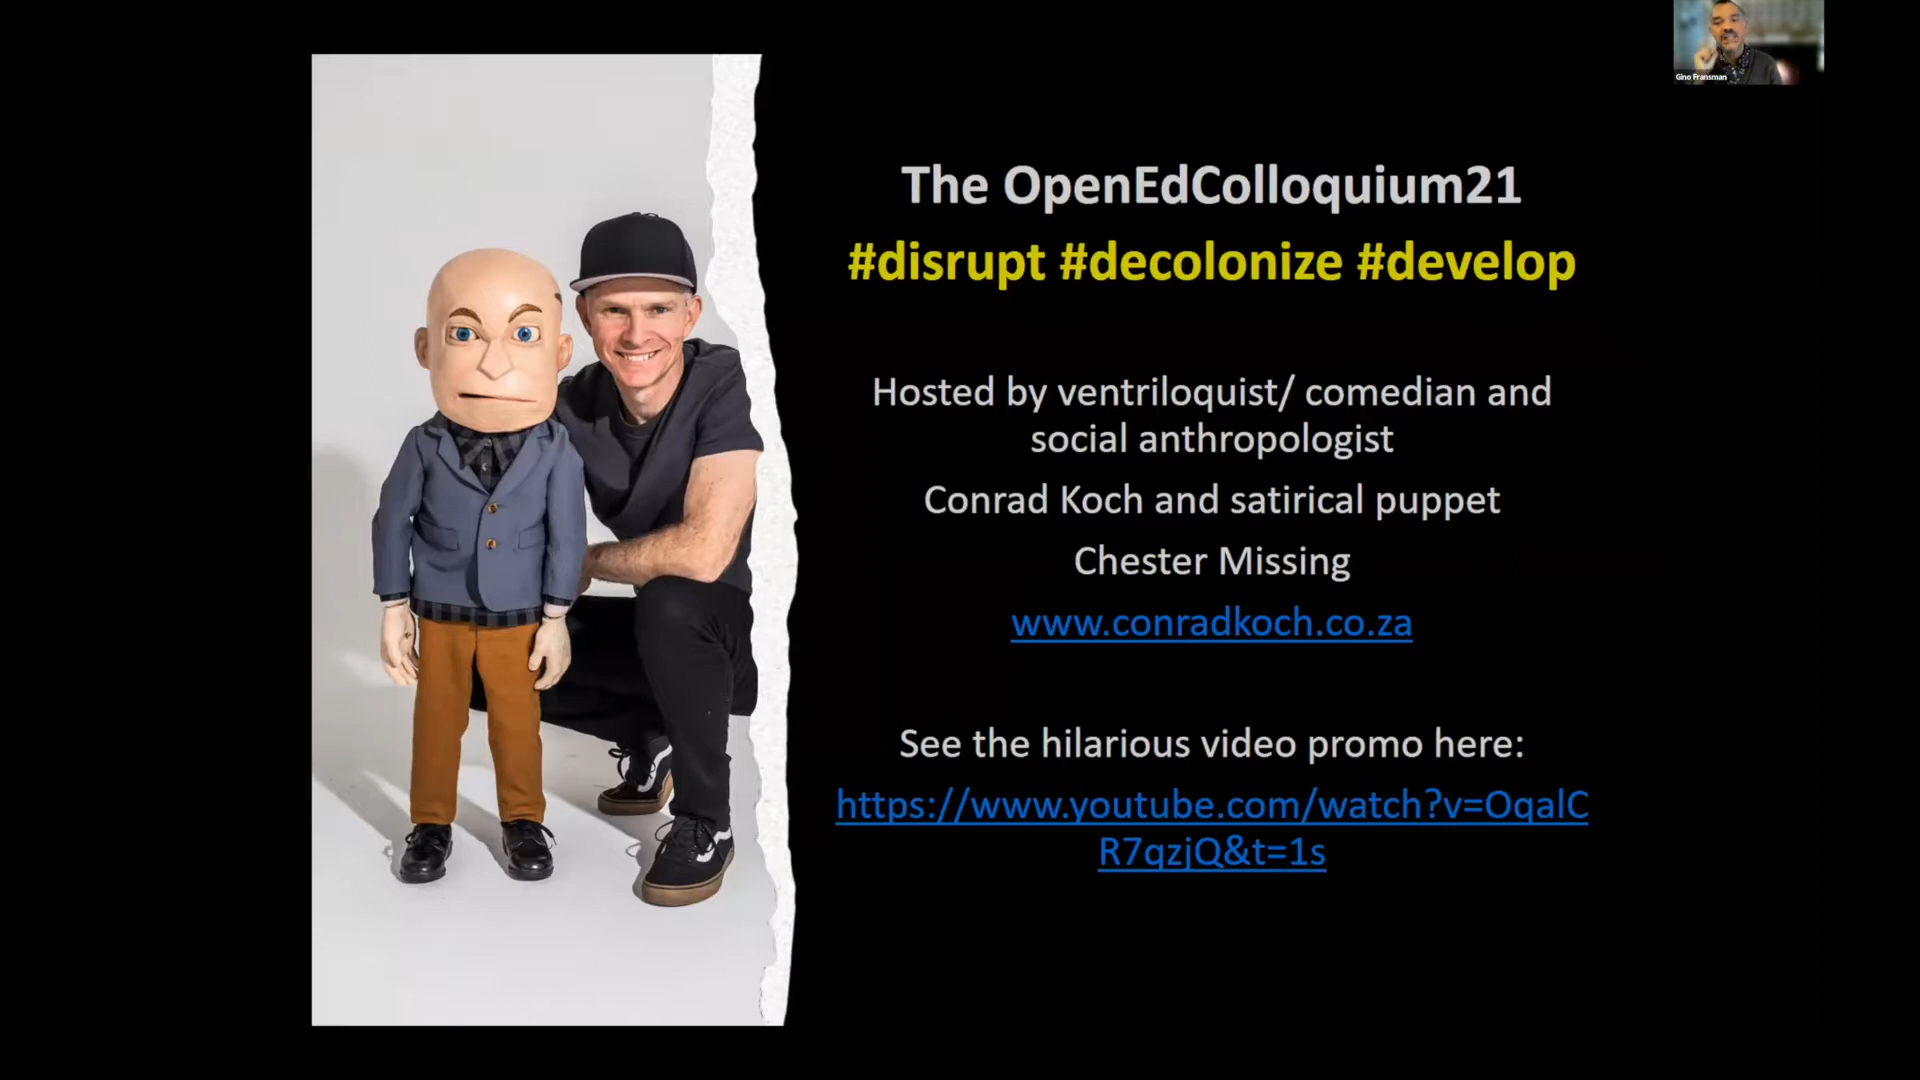 Gino Fransman
The OpenEdColloquium21
#disrupt #decolonize #develop
Hosted by ventriloquist/ comedian and
social anthropologist
Conrad Koch and satirical puppet
Chester Missing
www.conradkoch.co.za
See the hilarious video promo here:
https://www.youtube.com/watch?v=OqalC
R7qzjQ&t=1s